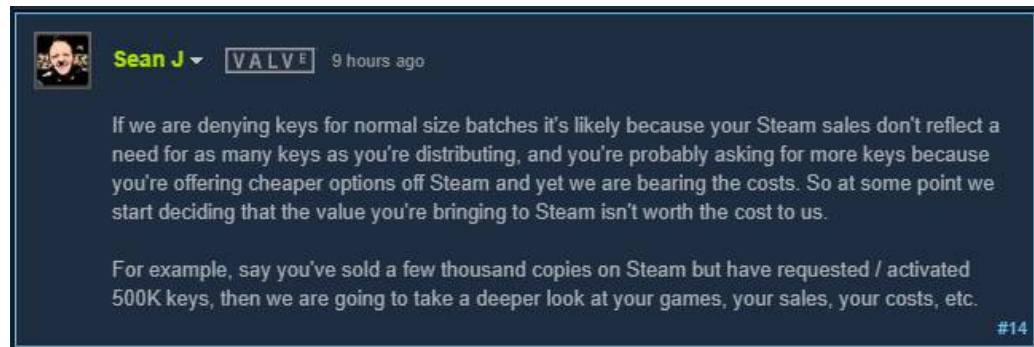 Sean J VALVE 9 hours ago
If we are denying keys for normal size batches it's likely because your Steam sales don't reflect a
need for as many keys as you're distributing, and you're probably asking for more keys because
you're offering cheaper options off Steam and yet we are bearing the costs. So at some point we
start deciding that the value you're bringing to Steam isn't worth the cost to us.
For example, say you've sold a few thousand copies on Steam but have requested / activated
500K keys, then we are going to take a deeper look at your games, your sales, your costs, etc.
#14